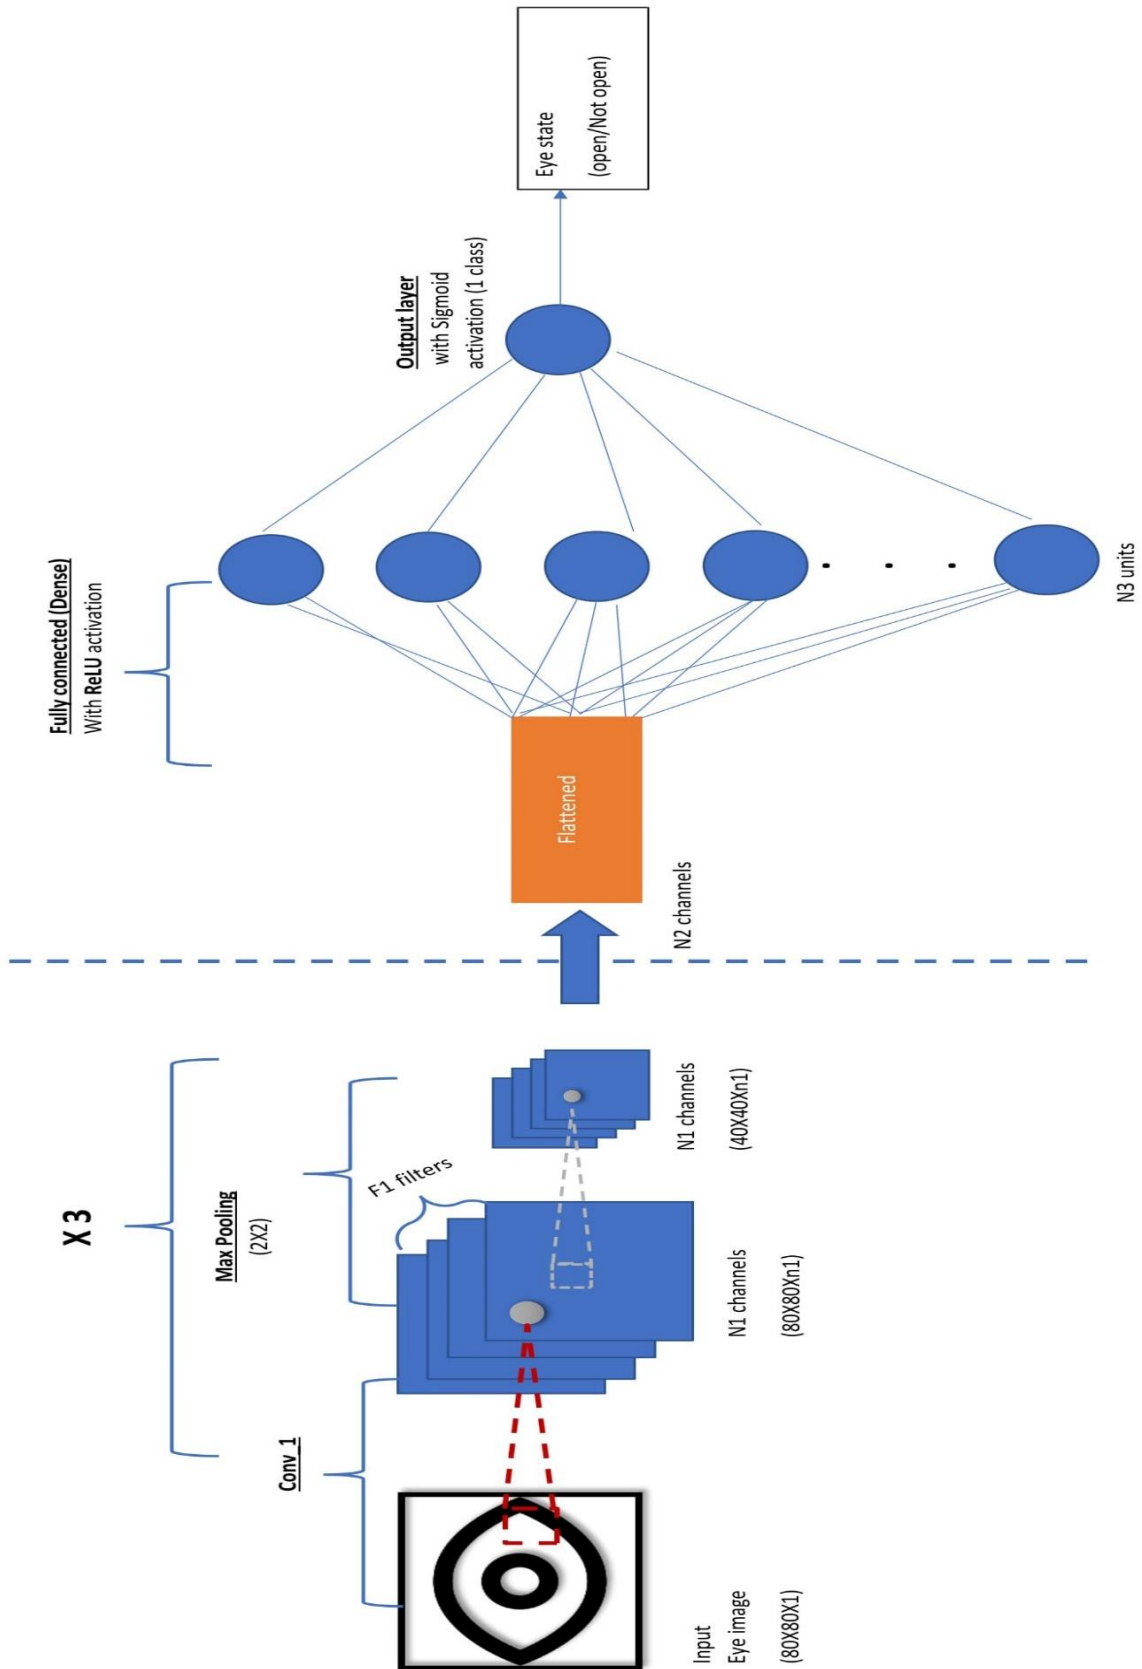 X 3
Fully connected (Dense)
With ReLU activation
Output layer
with Sigmoid
activation (1 class)
Max Pooling
(2X2)
Conv_1
F1 filters
Flattened
Eye state
(open/Not open)
Input
Eye image
(80X80X1)
N1 channels
(80X80Xn1)
N1 channels
(40X40Xn1)
N2 channels
N3 units